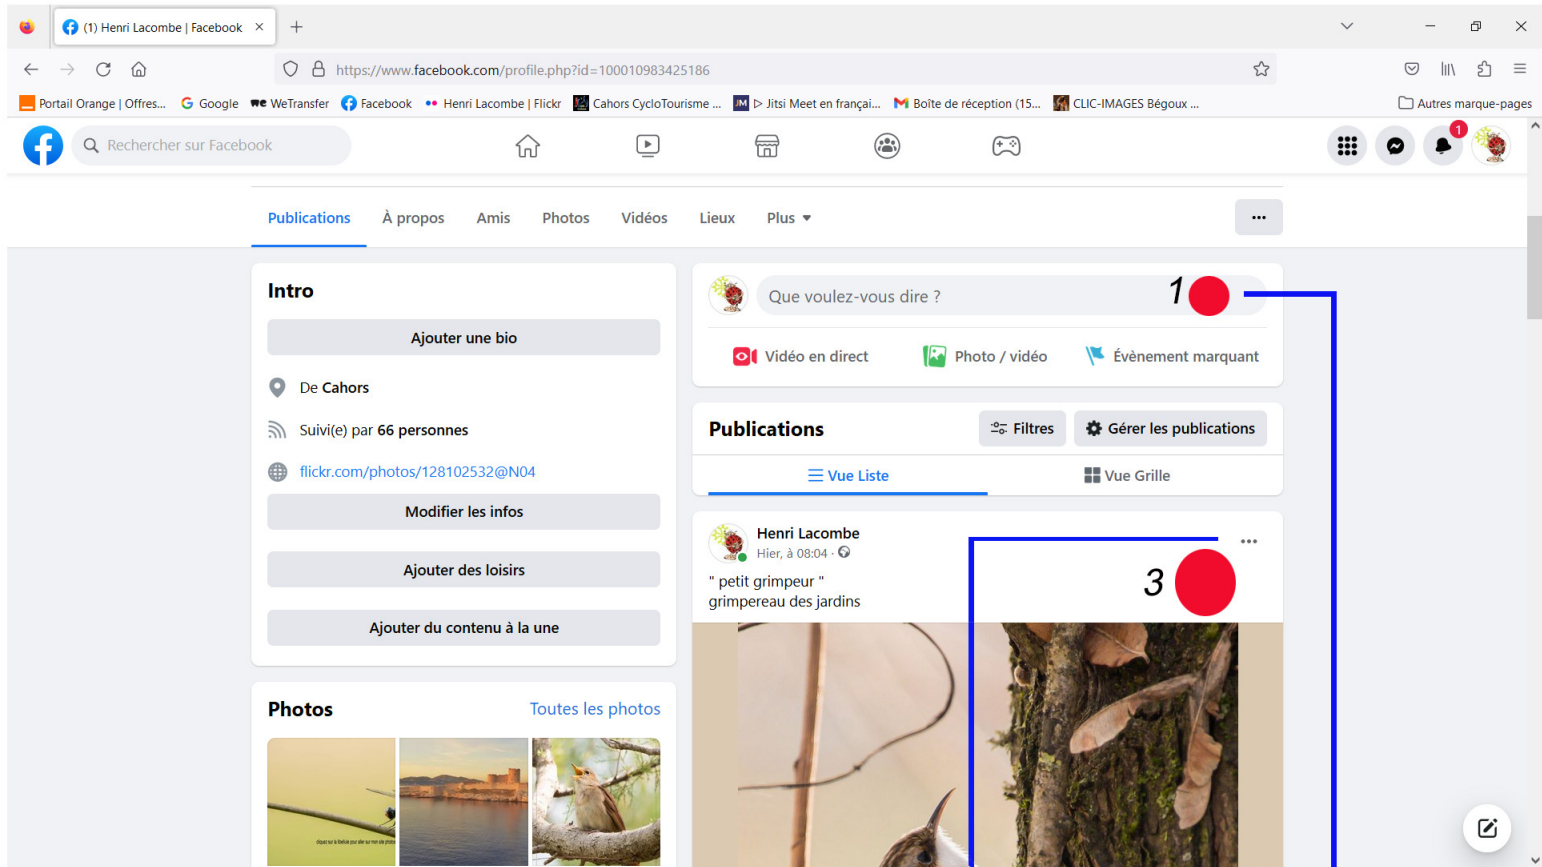 (1) Henri Lacombe | Facebook
https://www.facebook.com/profile.php?id=100010983425186
Portail Orange | Offres... Google WeTransfer Facebook Henri Lacombe | Flickr Cahors CycloTourisme ... JM ▷ Jitsi Meet en françai... Boîte de réception (15... CLIC-IMAGES Bégoux ... Autres marque-pages
Rechercher sur Facebook
1
Publications À propos Amis Photos Vidéos Lieux Plus
Intro
Ajouter une bio
De Cahors
Suivi(e) par 66 personnes
flickr.com/photos/128102532@N04
Modifier les infos
Ajouter des loisirs
Ajouter du contenu à la une
Photos Toutes les photos
Que voulez-vous dire ? 1
Vidéo en direct Photo / vidéo Évènement marquant
Publications Filtres Gérer les publications
Vue Liste Vue Grille
Henri Lacombe
Hier, à 08:04 ·
" petit grimpeur "
grimpereau des jardins
3